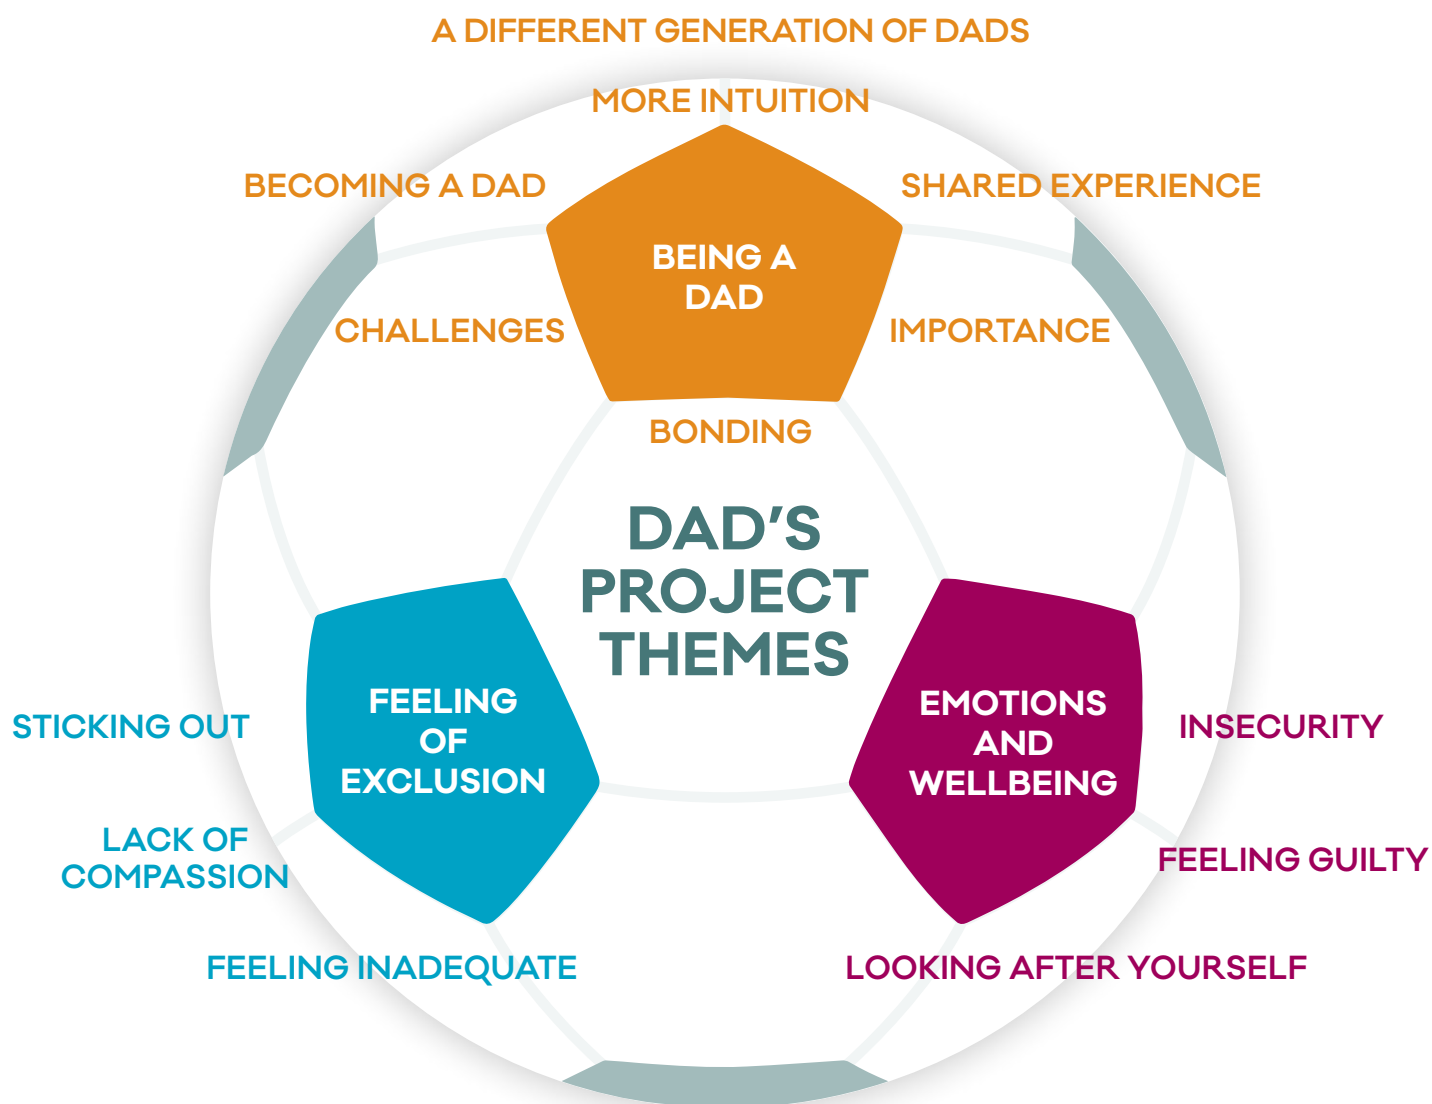 A DIFFERENT GENERATION OF DADS
MORE INTUITION
BECOMING A DAD
SHARED EXPERIENCE
BEING A
DAD
CHALLENGES
IMPORTANCE
BONDING
DAD'S
PROJECT
THEMES
FEELING
OF
EXCLUSION
EMOTIONS
AND
WELLBEING
STICKING OUT
INSECURITY
LACK OF
COMPASSION
FEELING GUILTY
FEELING INADEQUATE
LOOKING AFTER YOURSELF